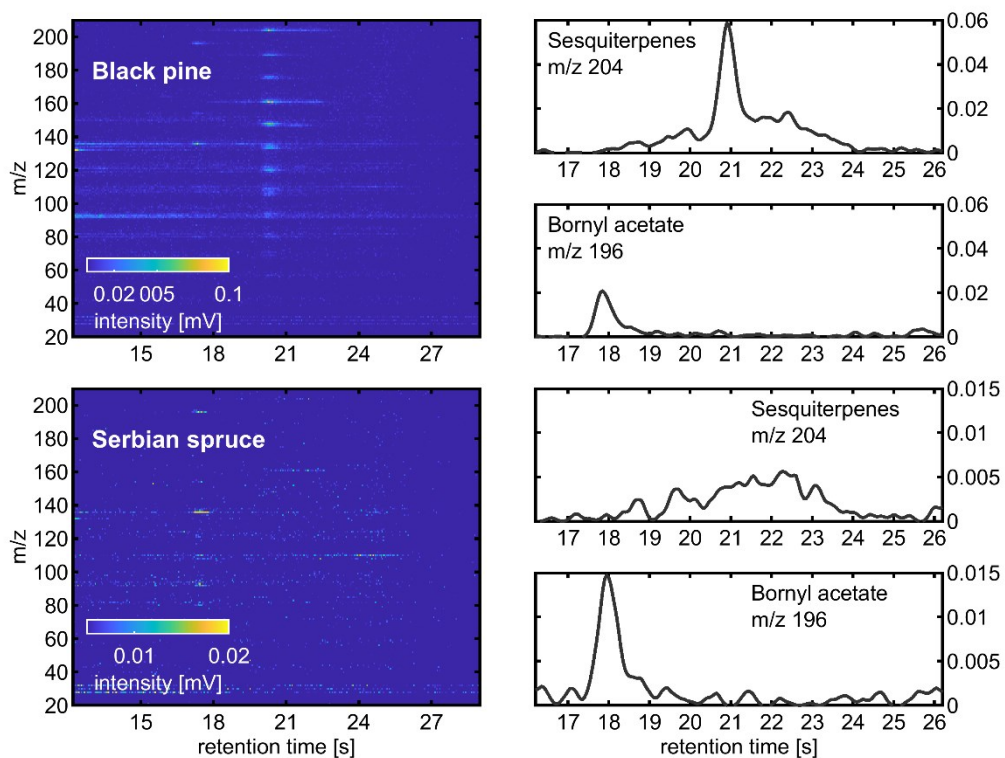 200
180
160
140
120
100
80
60
40
20
m/z
Black pine
0.02 005 0.1
intensity [mV]
15 18 21 24 27
Sesquiterpenes
m/z 204
0.06
0.04
0.02
0
17 18 19 20 21 22 23 24 25 26
Bornyl acetate
m/z 196
0.06
0.04
0.02
0
17 18 19 20 21 22 23 24 25 26
200
180
160
140
120
100
80
60
40
20
m/z
Serbian spruce
0.01 0.02
intensity [mV]
15 18 21 24 27
retention time [s]
Sesquiterpenes
m/z 204
0.015
0.01
0.005
0
17 18 19 20 21 22 23 24 25 26
Bornyl acetate
m/z 196
0.015
0.01
0.005
0
17 18 19 20 21 22 23 24 25 26
retention time [s]